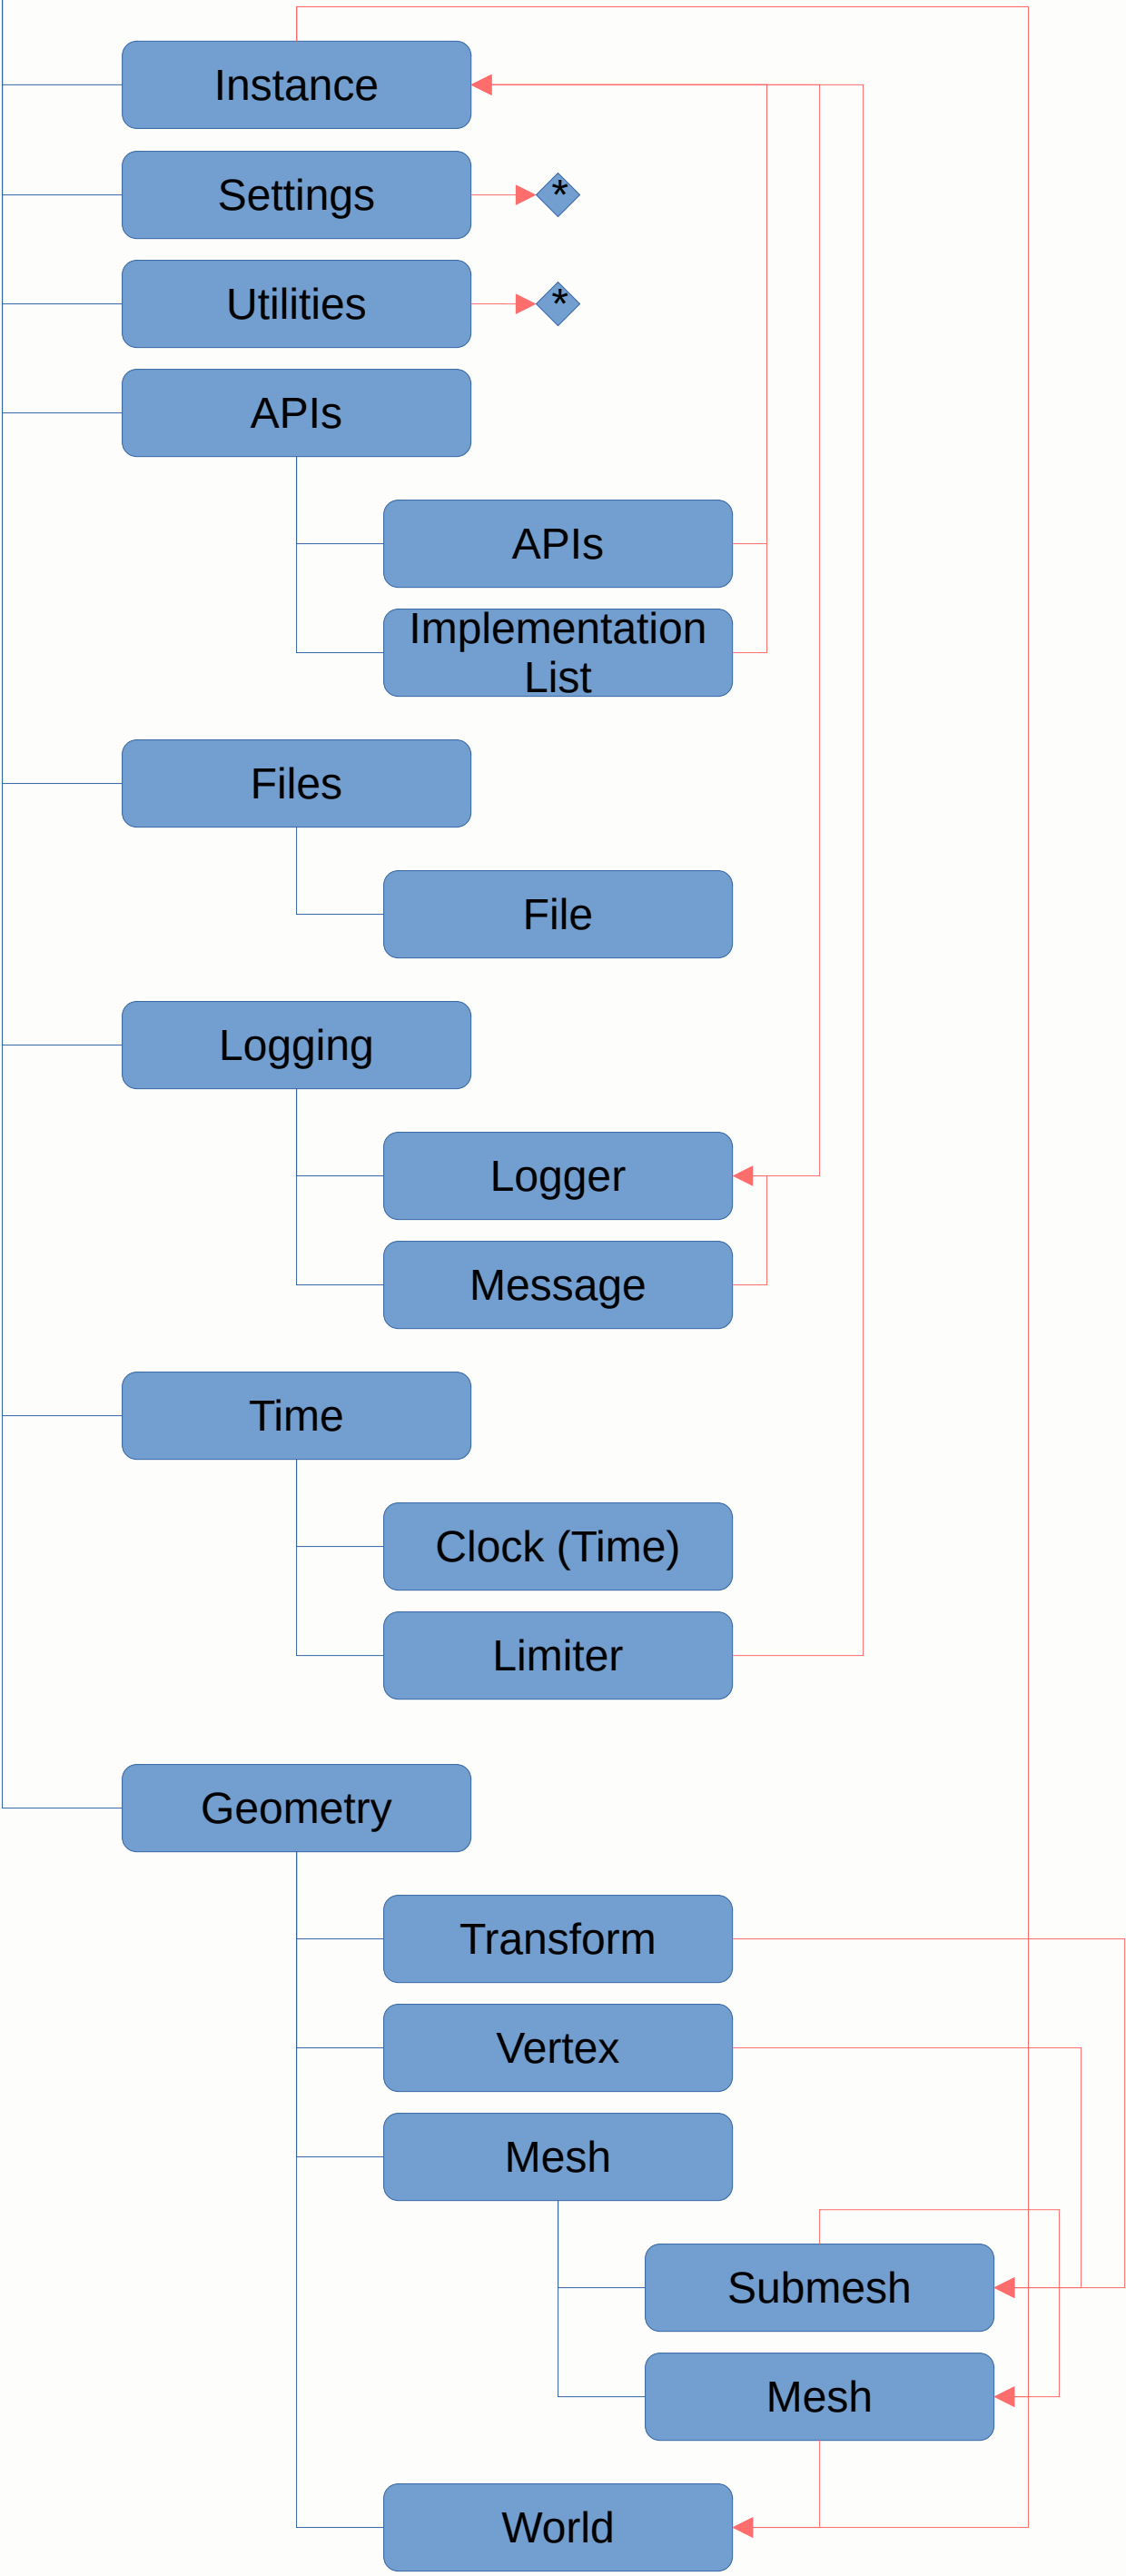 Instance
Settings
*
Utilities
*
APIs
APIs
Implementation
List
Files
File
Logging
Logger
Message
Time
Clock (Time)
Limiter
Geometry
Transform
Vertex
Mesh
Submesh
Mesh
World